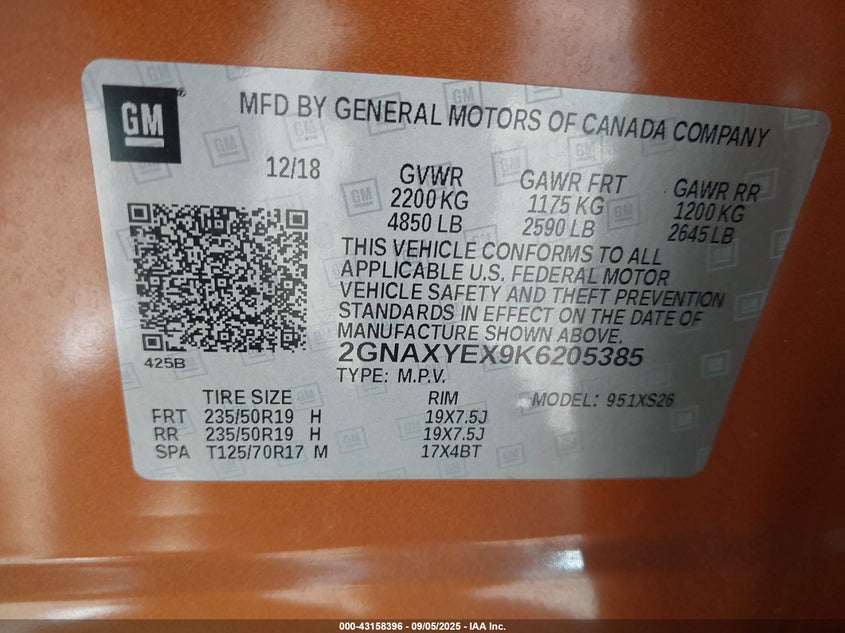 GM
MFD BY GENERAL MOTORS OF CANADA COMPANY
12/18
GVWR
2200 KG
4850 LB
GAWR FRT
1175 KG
2590 LB
GAWR RR
1200 KG
2645 LB
THIS VEHICLE CONFORMS TO ALL
APPLICABLE U.S. FEDERAL MOTOR
VEHICLE SAFETY AND THEFT PREVENTION
STANDARDS IN EFFECT ON THE DATE OF
MANUFACTURE SHOWN ABOVE.
425B
2GNAXYEX9K6205385
TYPE: M.P.V.
TIRE SIZE RIM MODEL: 951XS26
FRT 235/50R19 H 19X7.5J
RR 235/50R19 H 19X7.5J
SPA T125/70R17 M 17X4BT
000-43158396 - 09/05/2025 - IAA Inc.